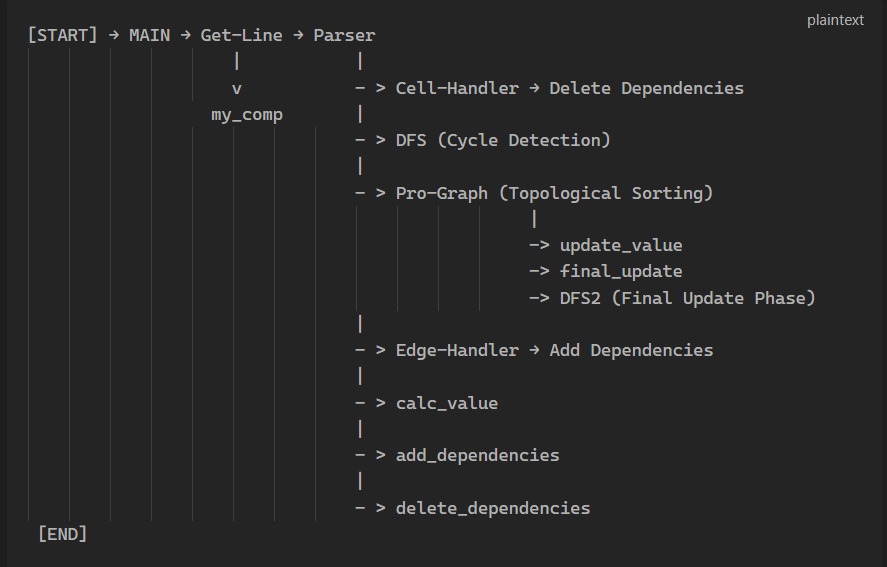 plaintext
[START] → MAIN → Get-Line → Parser
| |
v - > Cell-Handler → Delete Dependencies
my_comp |
- > DFS (Cycle Detection)
|
- > Pro-Graph (Topological Sorting)
|
-> update_value
-> final_update
-> DFS2 (Final Update Phase)
|
- > Edge-Handler → Add Dependencies
|
- > calc_value
|
- > add_dependencies
|
- > delete_dependencies
[END]